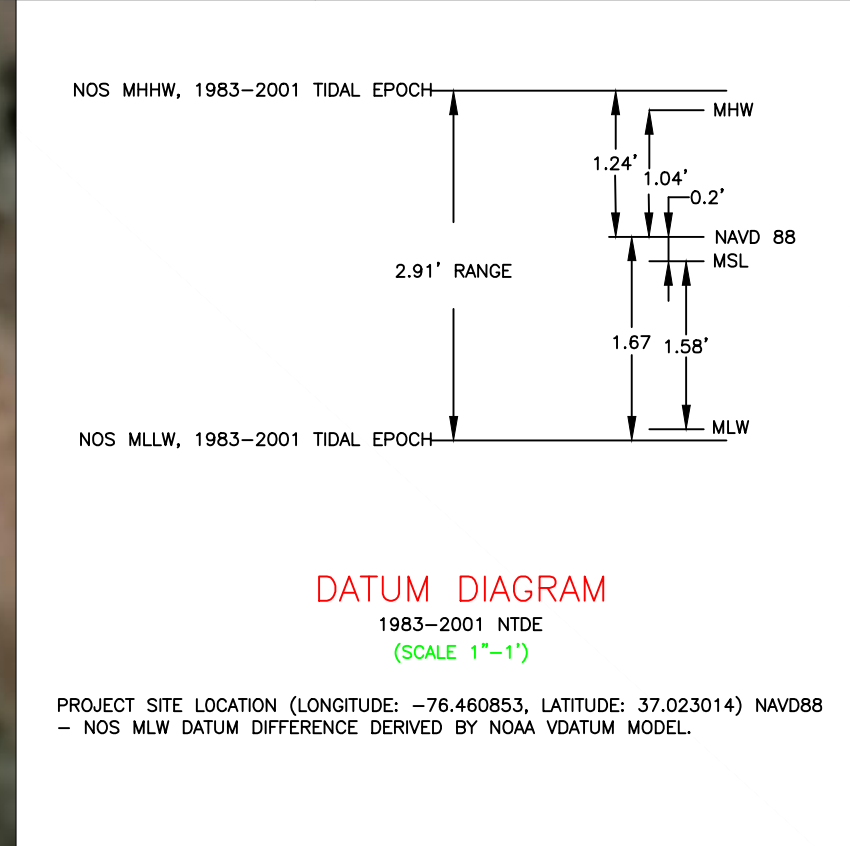 NOS MHHW, 1983-2001 TIDAL EPOCH
MHW
1.24'
1.04'
0.2'
NAVD 88
MSL
2.91' RANGE
1.67
1.58'
MLW
NOS MLLW, 1983-2001 TIDAL EPOCH
DATUM DIAGRAM
1983-2001 NTDE
(SCALE 1"-1')
PROJECT SITE LOCATION (LONGITUDE: -76.460853, LATITUDE: 37.023014) NAVD88
- NOS MLW DATUM DIFFERENCE DERIVED BY NOAA VDATUM MODEL.